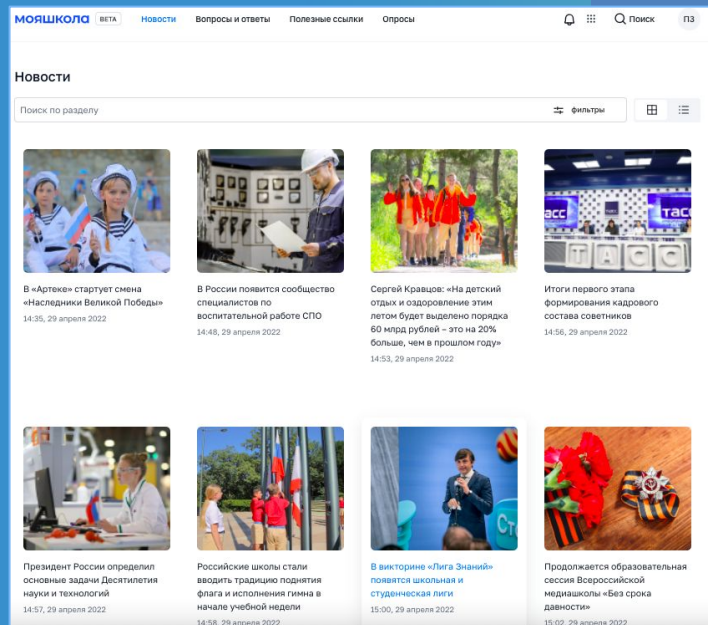 МОЯШКОЛА BETA Новости Вопросы и ответы Полезные ссылки Опросы Поиск ПЗ
Новости
Поиск по разделу фильтры
ТАСС
ТАСС
В «Артеке» стартует смена
«Наследники Великой Победы»
14:35, 29 апреля 2022
В России появится сообщество
специалистов по
воспитательной работе СПО
14:48, 29 апреля 2022
Сергей Кравцов: «На детский
отдых и оздоровление этим
летом будет выделено порядка
60 млрд рублей – это на 20%
больше, чем в прошлом году»
14:53, 29 апреля 2022
Итоги первого этапа
формирования кадрового
состава советников
14:56, 29 апреля 2022
Президент России определил
основные задачи Десятилетия
науки и технологий
14:57, 29 апреля 2022
Российские школы стали
вводить традицию поднятия
флага и исполнения гимна в
начале учебной недели
14:58, 29 апреля 2022
В викторине «Лига Знаний»
появятся школьная и
студенческая лиги
15:00, 29 апреля 2022
Продолжается образовательная
сессия Всероссийской
медиашколы «Без срока
давности»
15:02, 29 апреля 2022